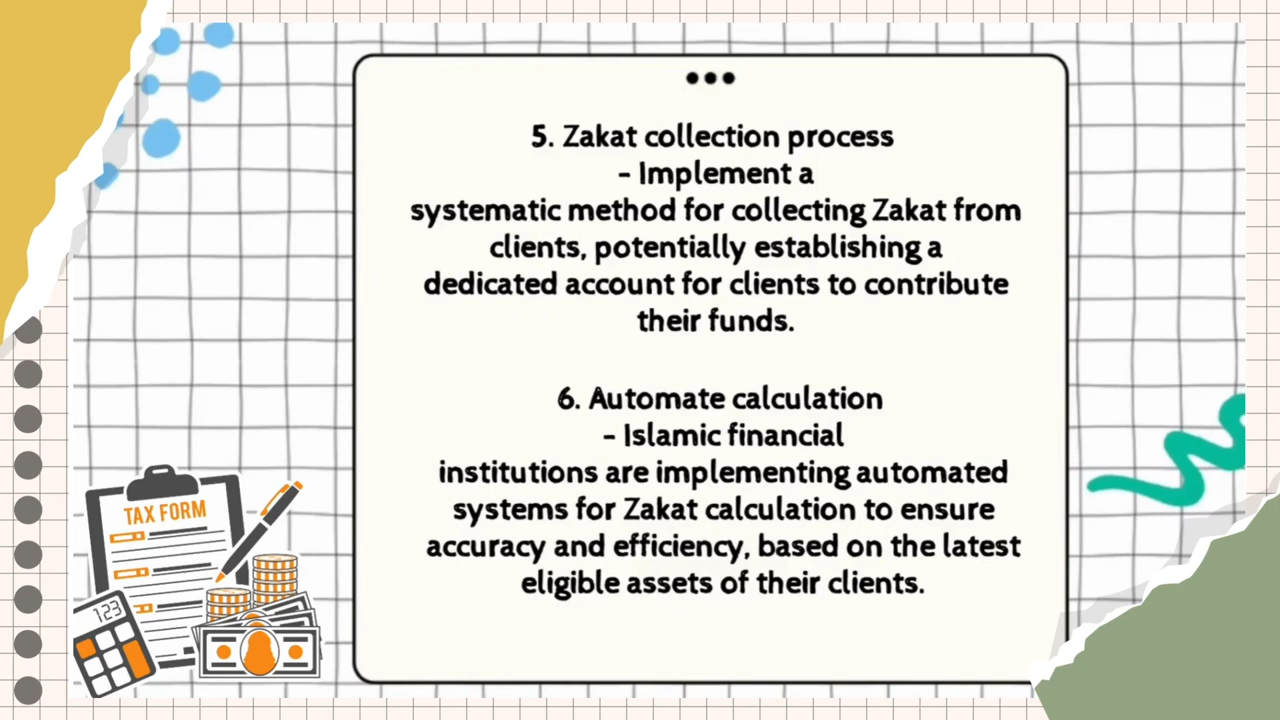 5. Zakat collection process
- Implement a
systematic method for collecting Zakat from
clients, potentially establishing a
dedicated account for clients to contribute
their funds.
6. Automate calculation
- Islamic financial
institutions are implementing automated
systems for Zakat calculation to ensure
accuracy and efficiency, based on the latest
eligible assets of their clients.
TAX FORM
123